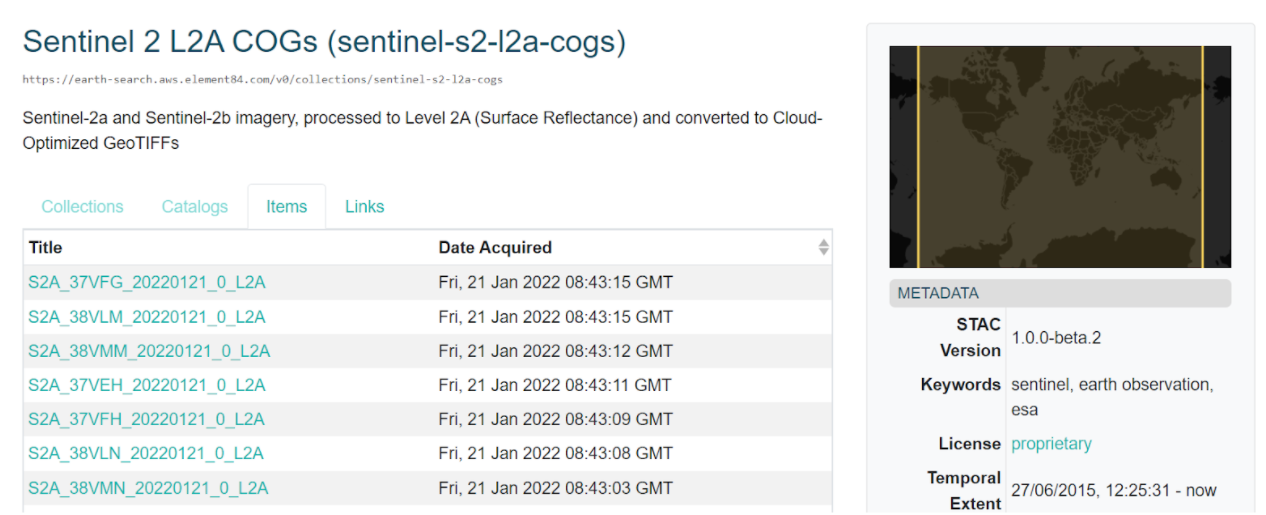 Sentinel 2 L2A COGs (sentinel-s2-l2a-cogs)
https://earth-search.aws.element84.com/v0/collections/sentinel-s2-l2a-cogs
Sentinel-2a and Sentinel-2b imagery, processed to Level 2A (Surface Reflectance) and converted to Cloud-
Optimized GeoTIFFs
Collections Catalogs Items Links
Title Date Acquired
S2A_37VFG_20220121_0_L2A Fri, 21 Jan 2022 08:43:15 GMT
S2A_38VLM_20220121_0_L2A Fri, 21 Jan 2022 08:43:15 GMT
S2A_38VMM_20220121_0_L2A Fri, 21 Jan 2022 08:43:12 GMT
S2A_37VEH_20220121_0_L2A Fri, 21 Jan 2022 08:43:11 GMT
S2A_37VFH_20220121_0_L2A Fri, 21 Jan 2022 08:43:09 GMT
S2A_38VLN_20220121_0_L2A Fri, 21 Jan 2022 08:43:08 GMT
S2A_38VMN_20220121_0_L2A Fri, 21 Jan 2022 08:43:03 GMT
METADATA
STAC
Version 1.0.0-beta.2
Keywords sentinel, earth observation,
esa
License proprietary
Temporal
Extent 27/06/2015, 12:25:31 - now